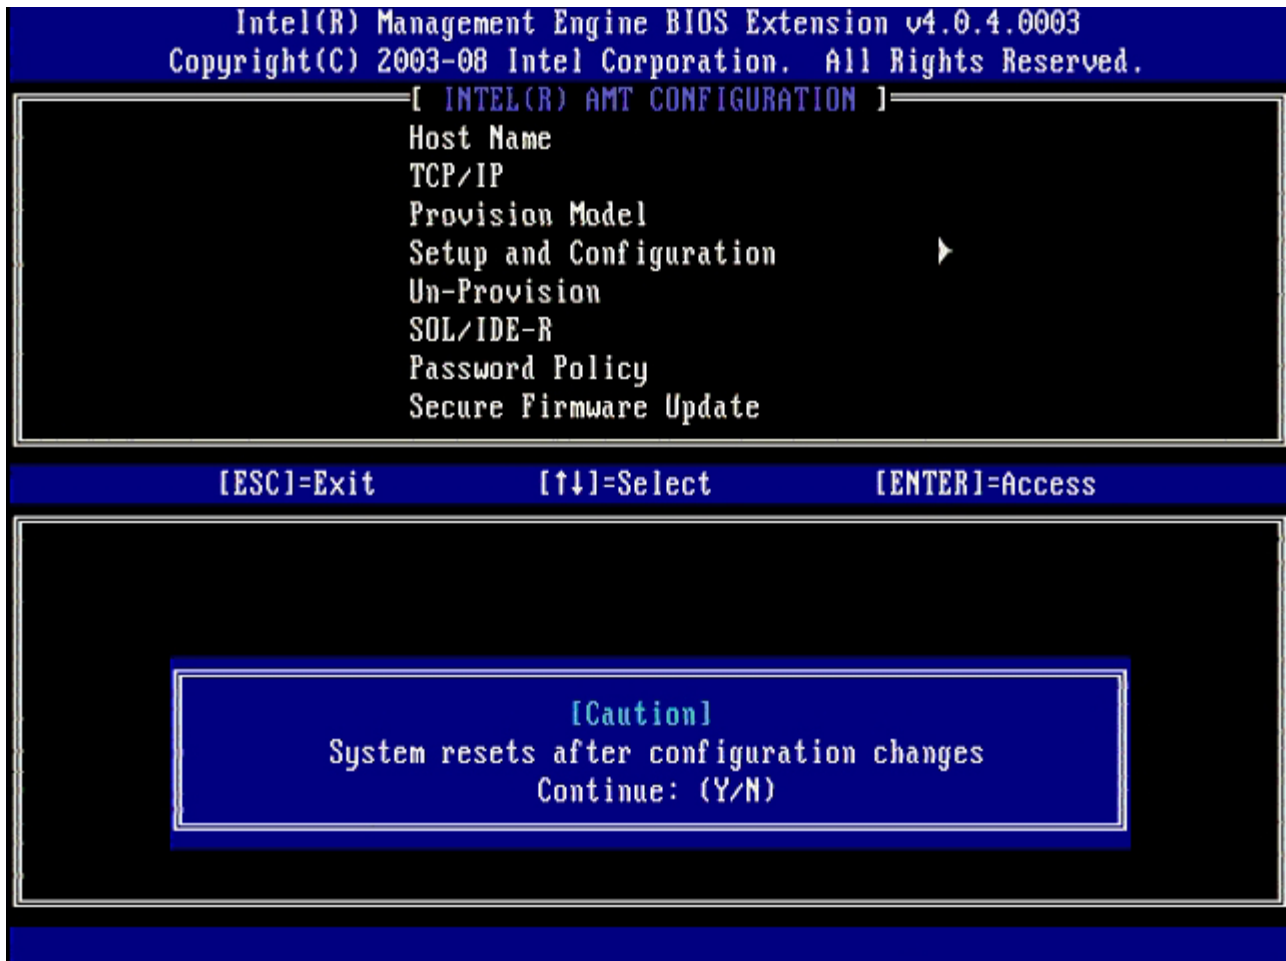 Intel(R) Management Engine BIOS Extension v4.0.4.0003
Copyright(C) 2003-08 Intel Corporation.  All Rights Reserved.
[ INTEL(R) AMT CONFIGURATION ]
Host Name
TCP/IP
Provision Model
Setup and Configuration ►
Un-Provision
SOL/IDE-R
Password Policy
Secure Firmware Update
[ESC]=Exit [↑↓]=Select [ENTER]=Access
[Caution]
System resets after configuration changes
Continue: (Y/N)